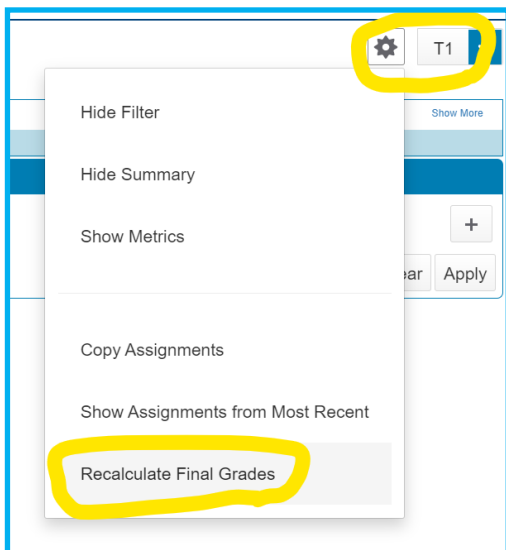 T1
Hide Filter
Show More
Hide Summary
Show Metrics
+
Apply
Copy Assignments
Show Assignments from Most Recent
Recalculate Final Grades